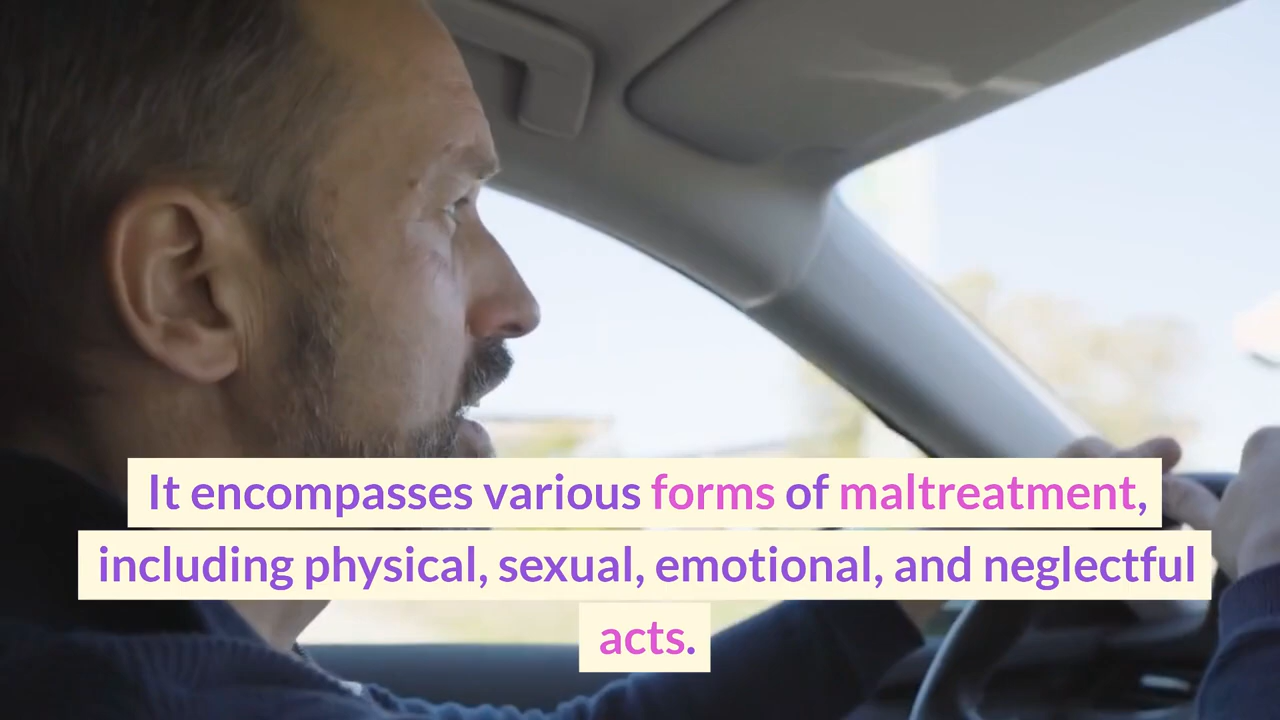 It encompasses various forms of maltreatment,
including physical, sexual, emotional, and neglectful
acts.